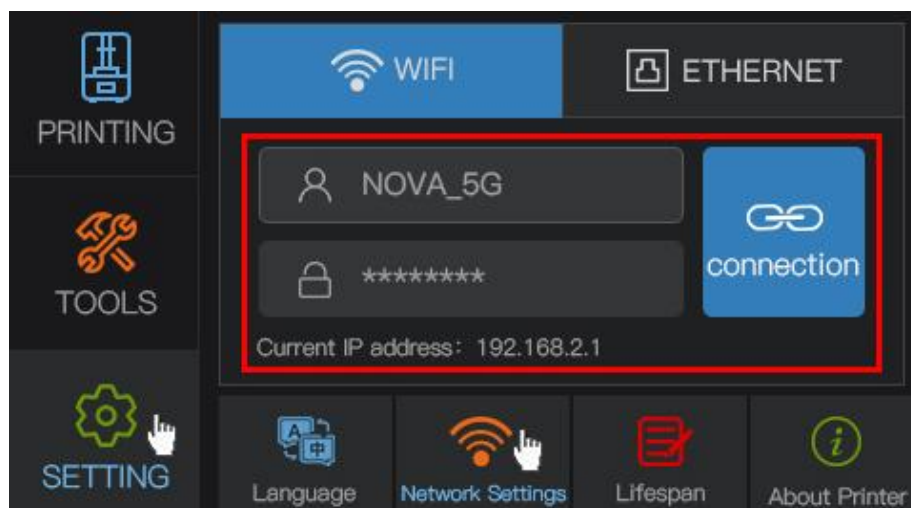 PRINTING
TOOLS
SETTING
WIFI
ETHERNET
NOVA_5G
********
connection
Current IP address: 192.168.2.1
A 中
Language
Network Settings
Lifespan
i
About Printer